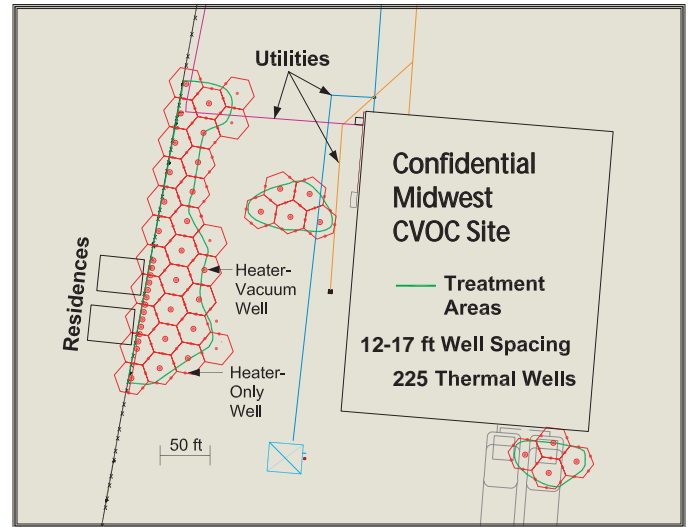 Utilities
Confidential
Midwest
CVOC Site
Treatment
Areas
12-17 ft Well Spacing
225 Thermal Wells
Residences
Heater-
Vacuum
Well
Heater-
Only
Well
50 ft